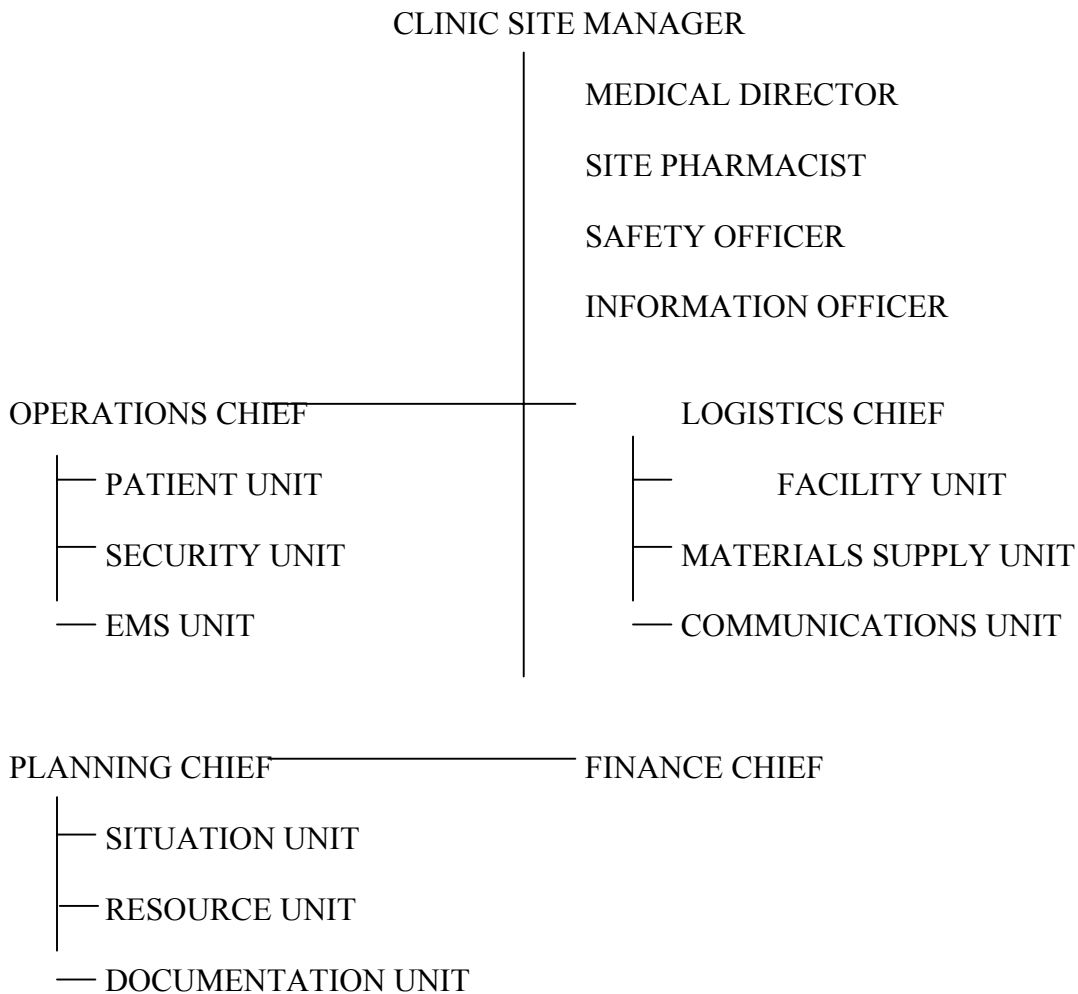 CLINIC SITE MANAGER
MEDICAL DIRECTOR
SITE PHARMACIST
SAFETY OFFICER
INFORMATION OFFICER
OPERATIONS CHIEF
LOGISTICS CHIEF
PATIENT UNIT
FACILITY UNIT
SECURITY UNIT
MATERIALS SUPPLY UNIT
EMS UNIT
COMMUNICATIONS UNIT
PLANNING CHIEF
FINANCE CHIEF
SITUATION UNIT
RESOURCE UNIT
DOCUMENTATION UNIT